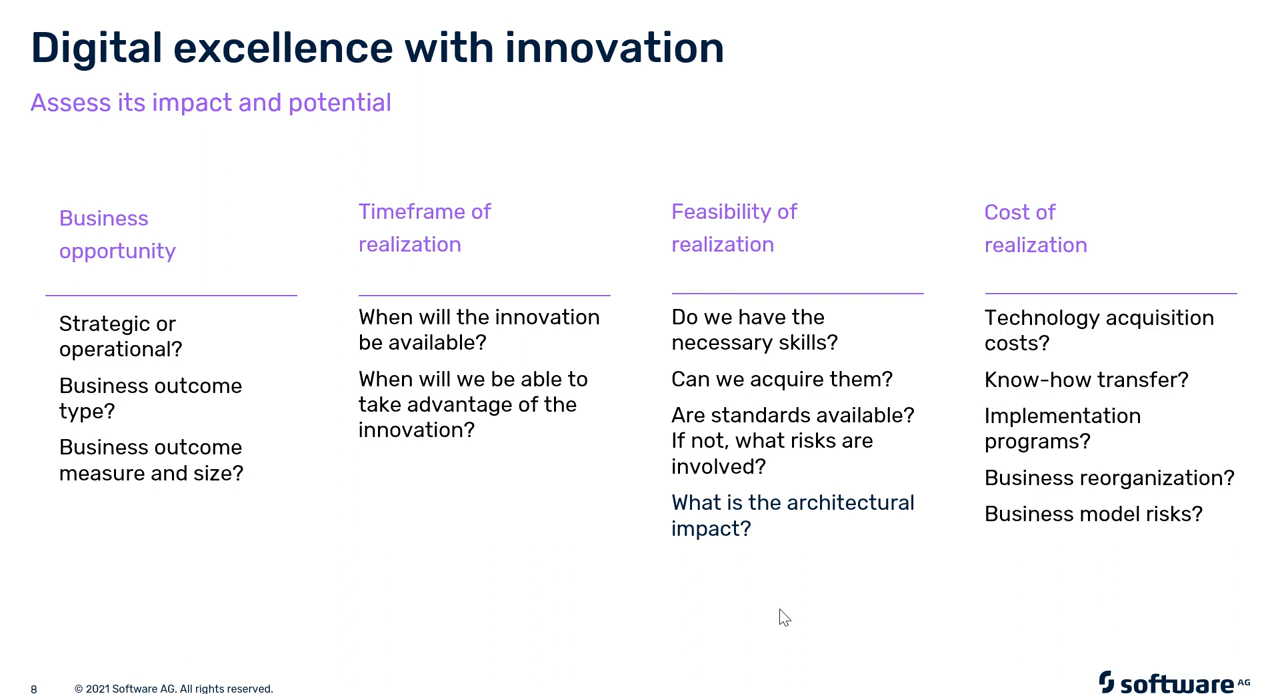 Digital excellence with innovation
Assess its impact and potential
Business
opportunity
Strategic or
operational?
Business outcome
type?
Business outcome
measure and size?
Timeframe of
realization
When will the innovation
be available?
When will we be able to
take advantage of the
innovation?
Feasibility of
realization
Do we have the
necessary skills?
Can we acquire them?
Are standards available?
If not, what risks are
involved?
What is the architectural
impact?
Cost of
realization
Technology acquisition
costs?
Know-how transfer?
Implementation
programs?
Business reorganization?
Business model risks?
8 © 2021 Software AG. All rights reserved.
software AG